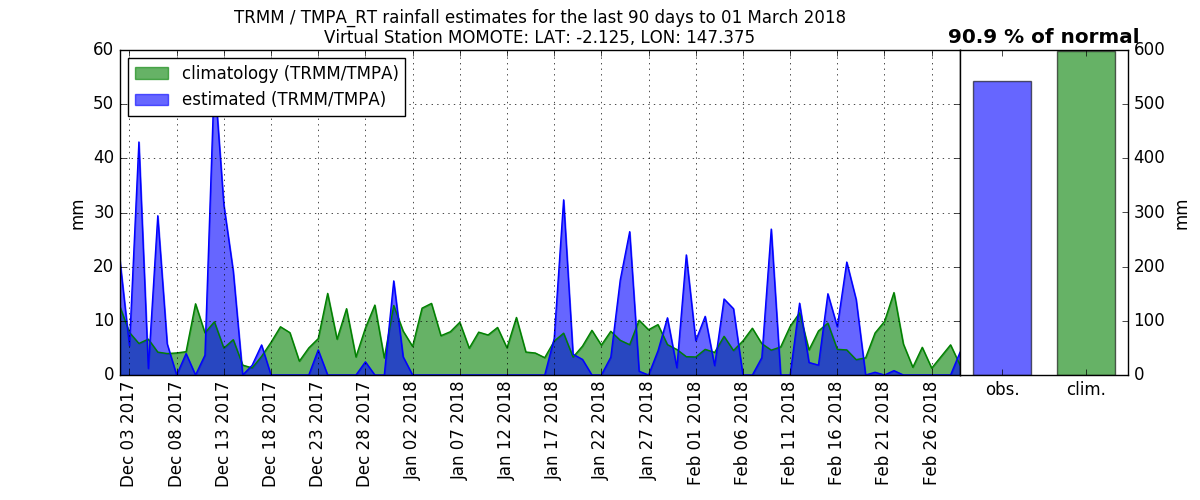 TRMM / TMPA_RT rainfall estimates for the last 90 days to 01 March 2018
Virtual Station MOMOTE: LAT: -2.125, LON: 147.375
90.9 % of normal
climatology (TRMM/TMPA)
estimated (TRMM/TMPA)
60
50
40
30
20
10
0
mm
600
500
400
300
200
100
0
mm
Dec 03 2017
Dec 08 2017
Dec 13 2017
Dec 18 2017
Dec 23 2017
Dec 28 2017
Jan 02 2018
Jan 07 2018
Jan 12 2018
Jan 17 2018
Jan 22 2018
Jan 27 2018
Feb 01 2018
Feb 06 2018
Feb 11 2018
Feb 16 2018
Feb 21 2018
Feb 26 2018
obs.
clim.